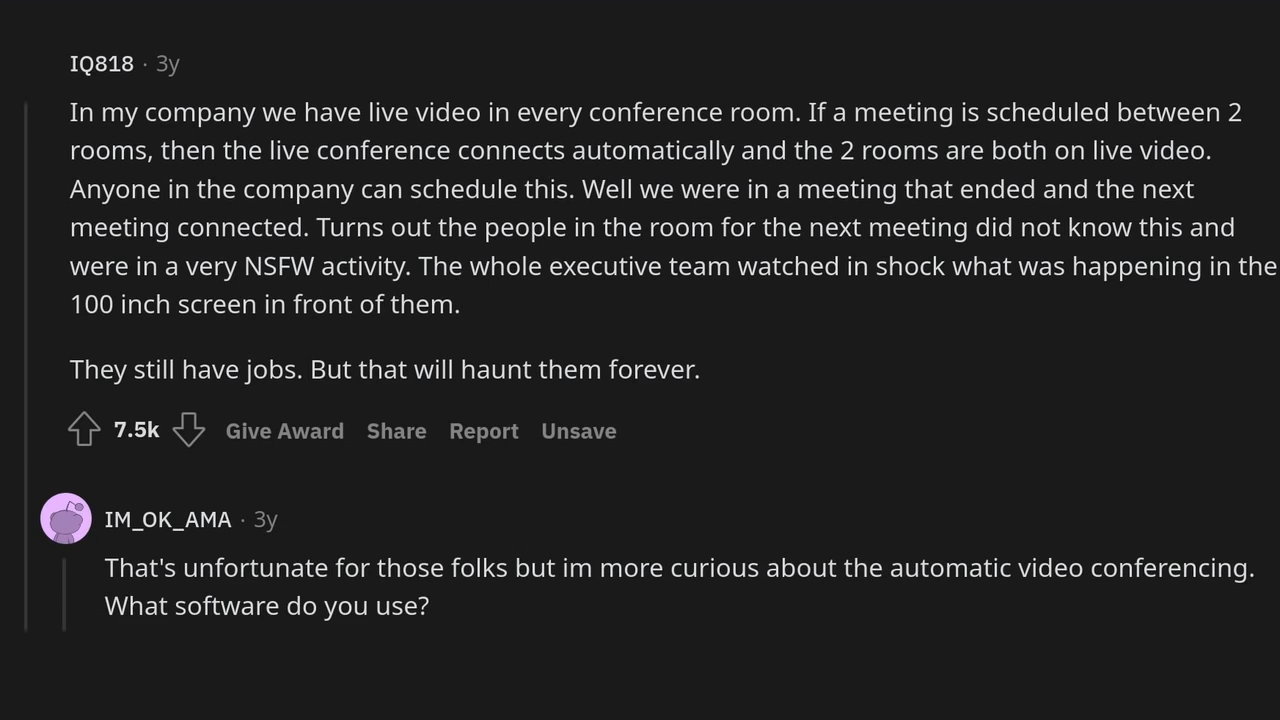 IQ818 · 3y
In my company we have live video in every conference room. If a meeting is scheduled between 2
rooms, then the live conference connects automatically and the 2 rooms are both on live video.
Anyone in the company can schedule this. Well we were in a meeting that ended and the next
meeting connected. Turns out the people in the room for the next meeting did not know this and
were in a very NSFW activity. The whole executive team watched in shock what was happening in the
100 inch screen in front of them.
They still have jobs. But that will haunt them forever.
7.5k Give Award Share Report Unsave
IM_OK_AMA · 3y
That's unfortunate for those folks but im more curious about the automatic video conferencing.
What software do you use?